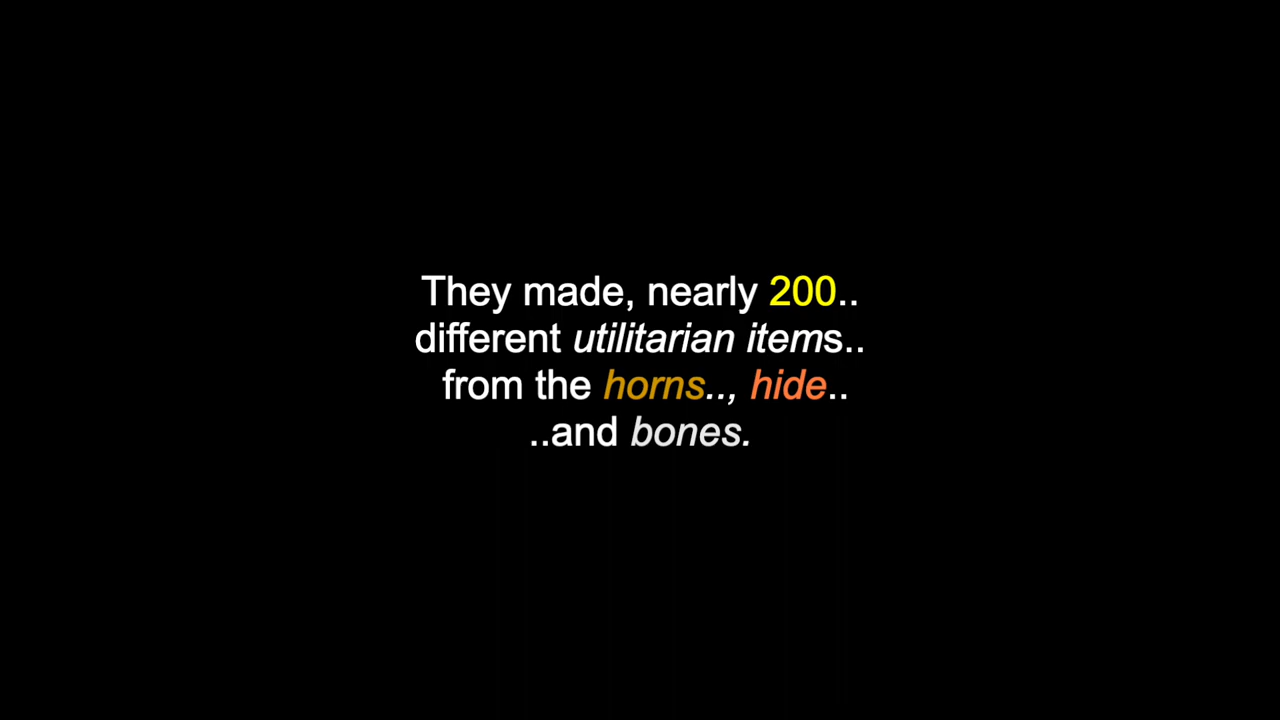 They made, nearly 200..
different utilitarian items..
from the horns.., hide..
..and bones.